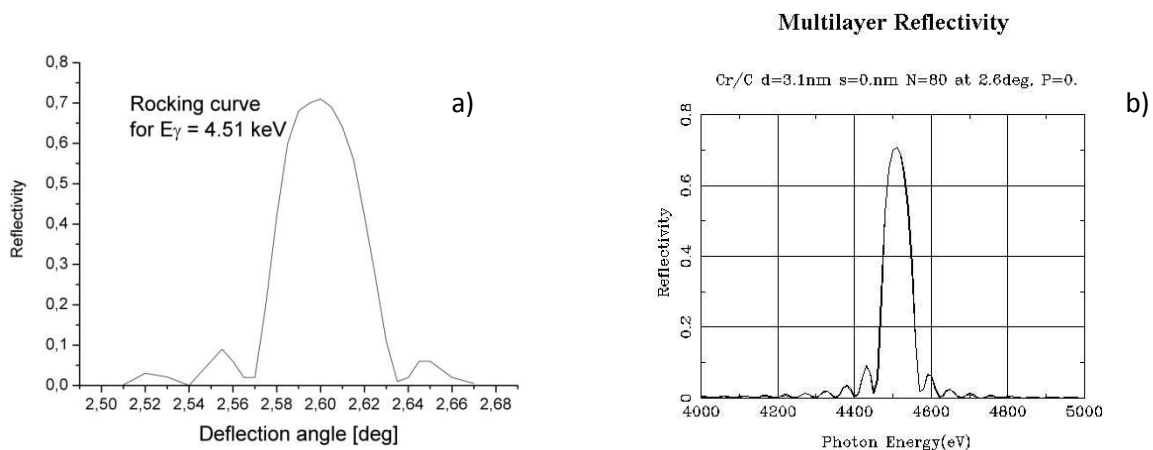 0,8
0,7
0,6
0,5
0,4
0,3
0,2
0,1
0,0
Reflectivity
Rocking curve
for Eγ = 4.51 keV
a)
2,50 2,52 2,54 2,56 2,58 2,60 2,62 2,64 2,66 2,68
Deflection angle [deg]
Multilayer Reflectivity
Cr/C d=3.1nm s=0.nm N=80 at 2.6deg, P=0.
b)
0.8
0.6
0.4
0.2
0
Reflectivity
4000 4200 4400 4600 4800 5000
Photon Energy(eV)